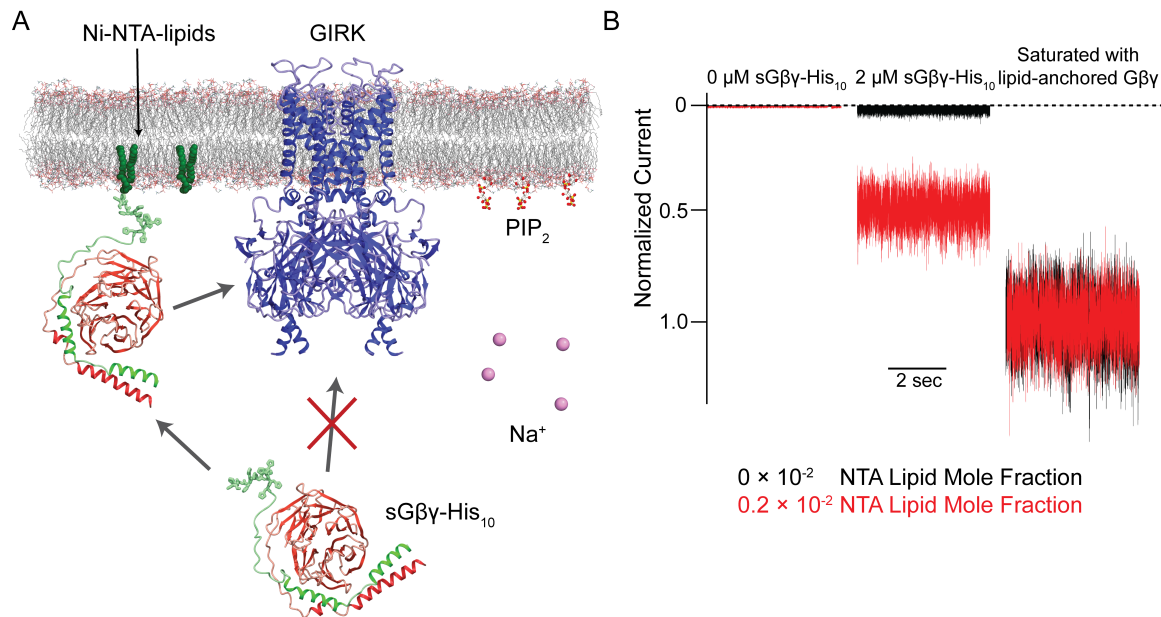 A
Ni-NTA-lipids
GIRK
PIP2
Na+
sGβγ-His10
B
0 μM sGβγ-His10
2 μM sGβγ-His10
Saturated with
lipid-anchored Gβγ
Normalized Current
0
0.5
1.0
2 sec
0 × 10-2 NTA Lipid Mole Fraction
0.2 × 10-2 NTA Lipid Mole Fraction